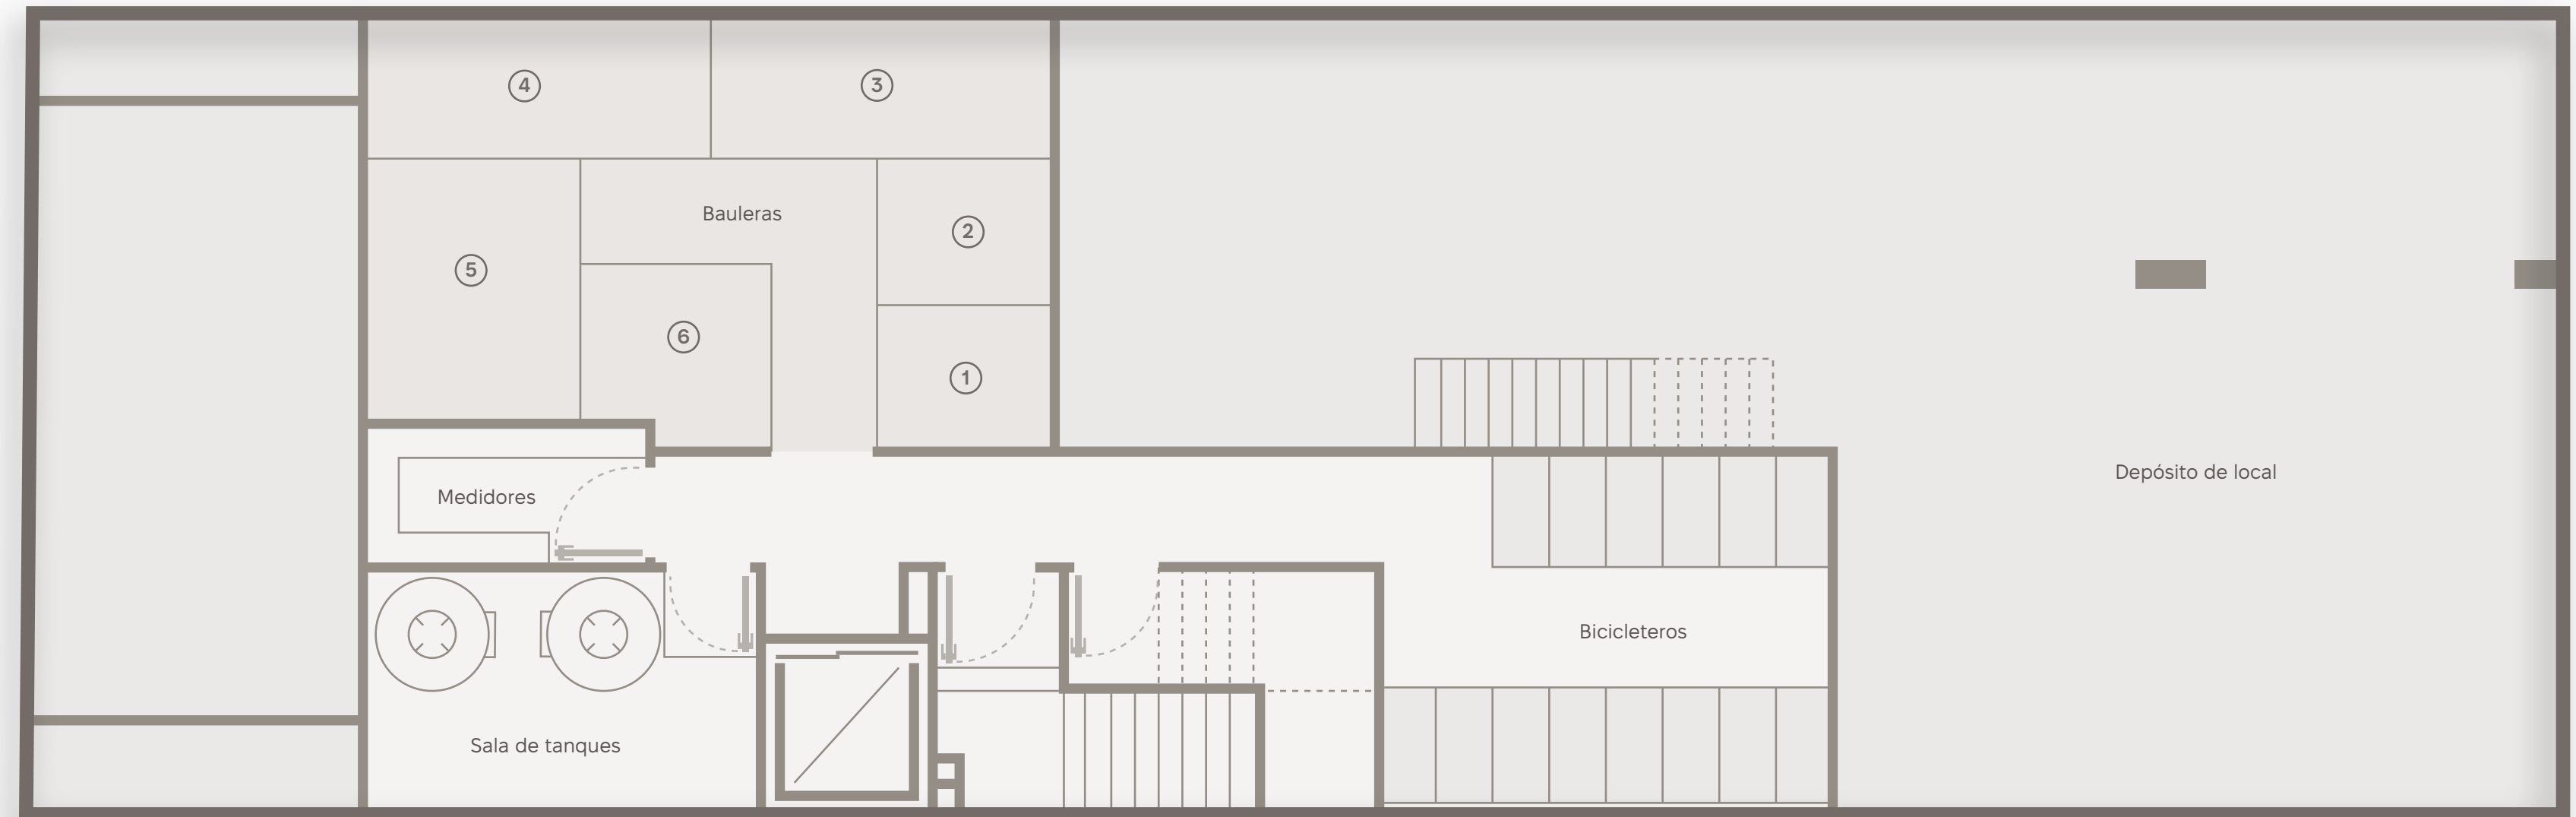 4
3
Bauleras
2
5
6
1
Depósito de local
Medidores
Bicicleteros
Sala de tanques